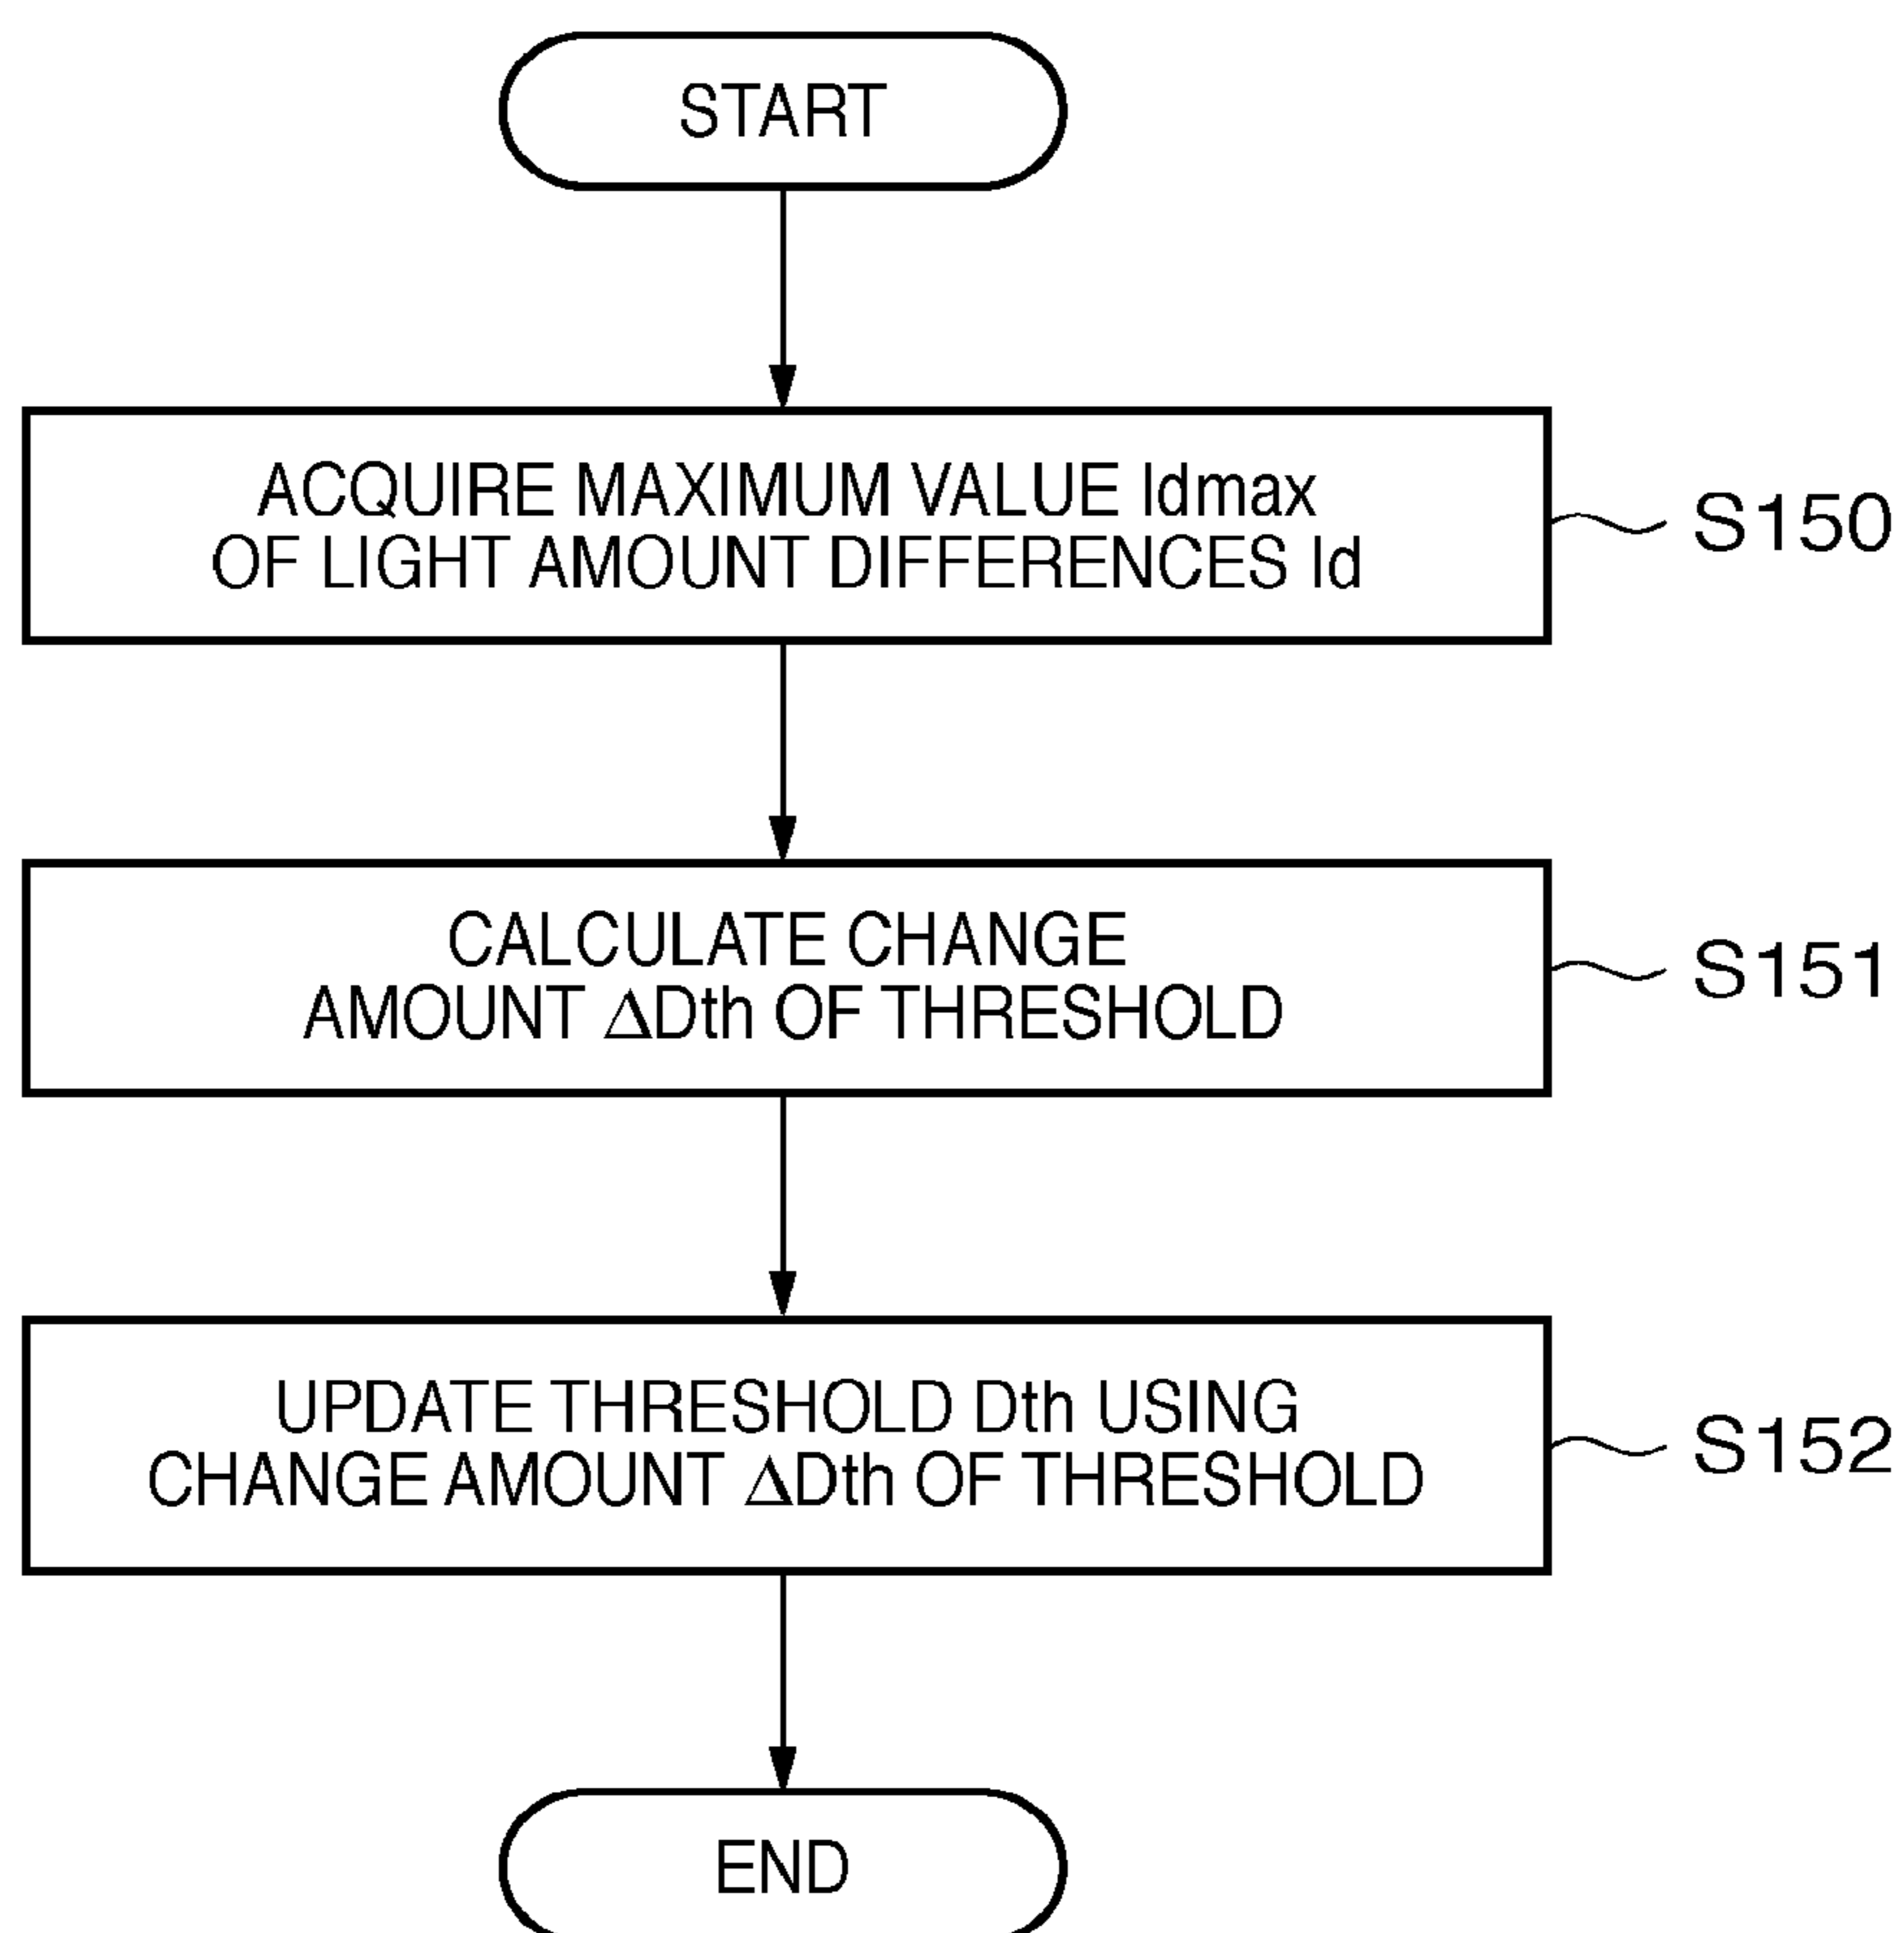 START
ACQUIRE MAXIMUM VALUE Idmax
OF LIGHT AMOUNT DIFFERENCES Id
S150
CALCULATE CHANGE
AMOUNT ΔDth OF THRESHOLD
S151
UPDATE THRESHOLD Dth USING
CHANGE AMOUNT ΔDth OF THRESHOLD
S152
END